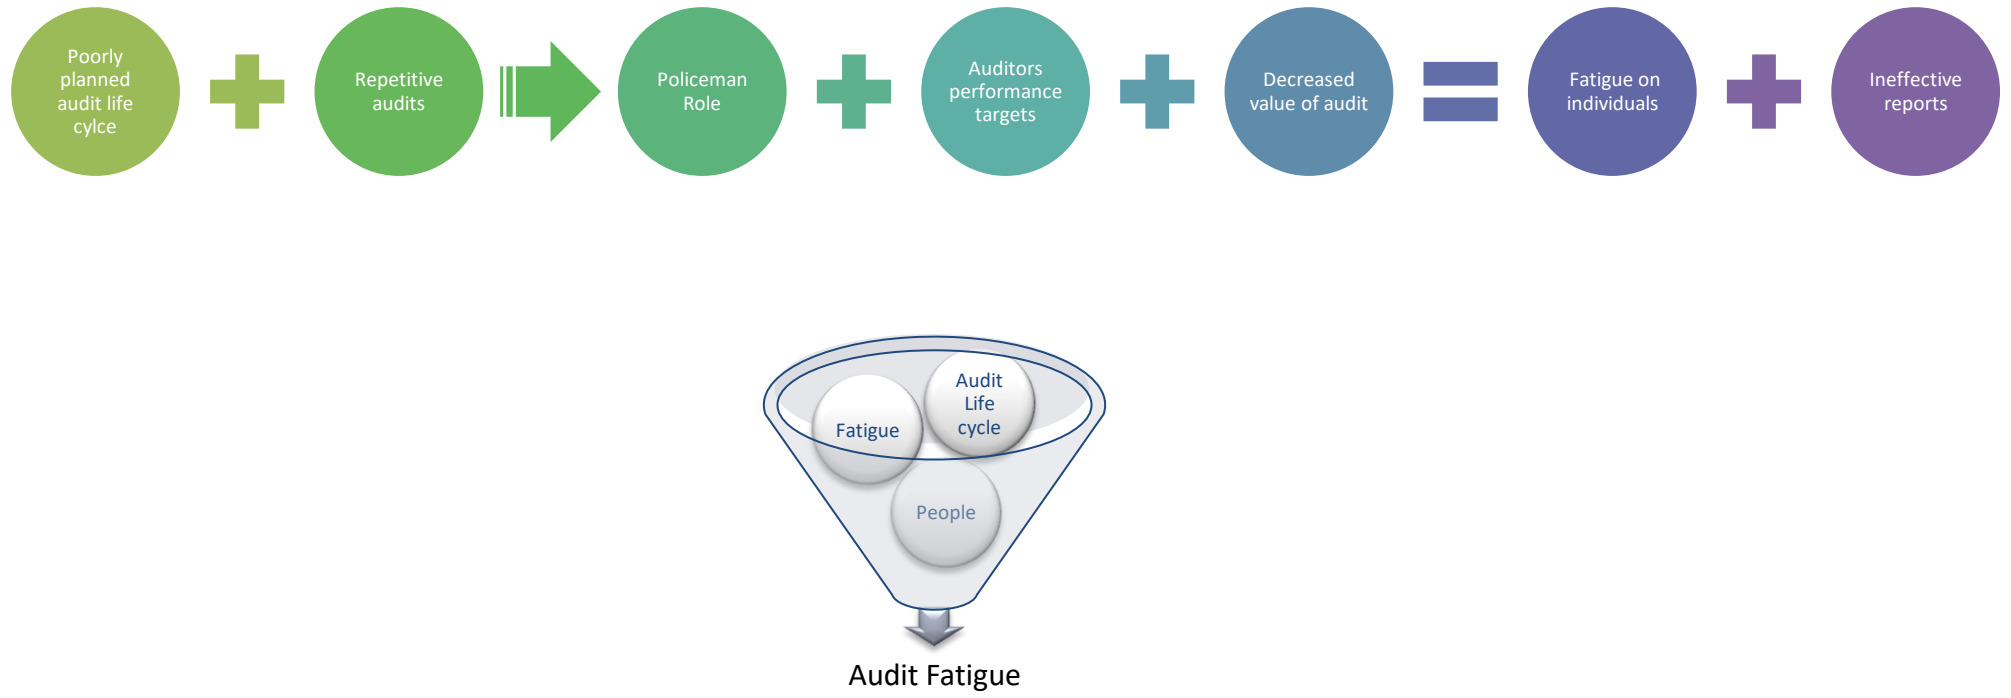 Poorly
planned
audit life
cylce
Repetitive
audits
Policeman
Role
Auditors
performance
targets
Decreased
value of audit
Fatigue on
individuals
Ineffective
reports
Audit
Life
cycle
Fatigue
People
Audit Fatigue